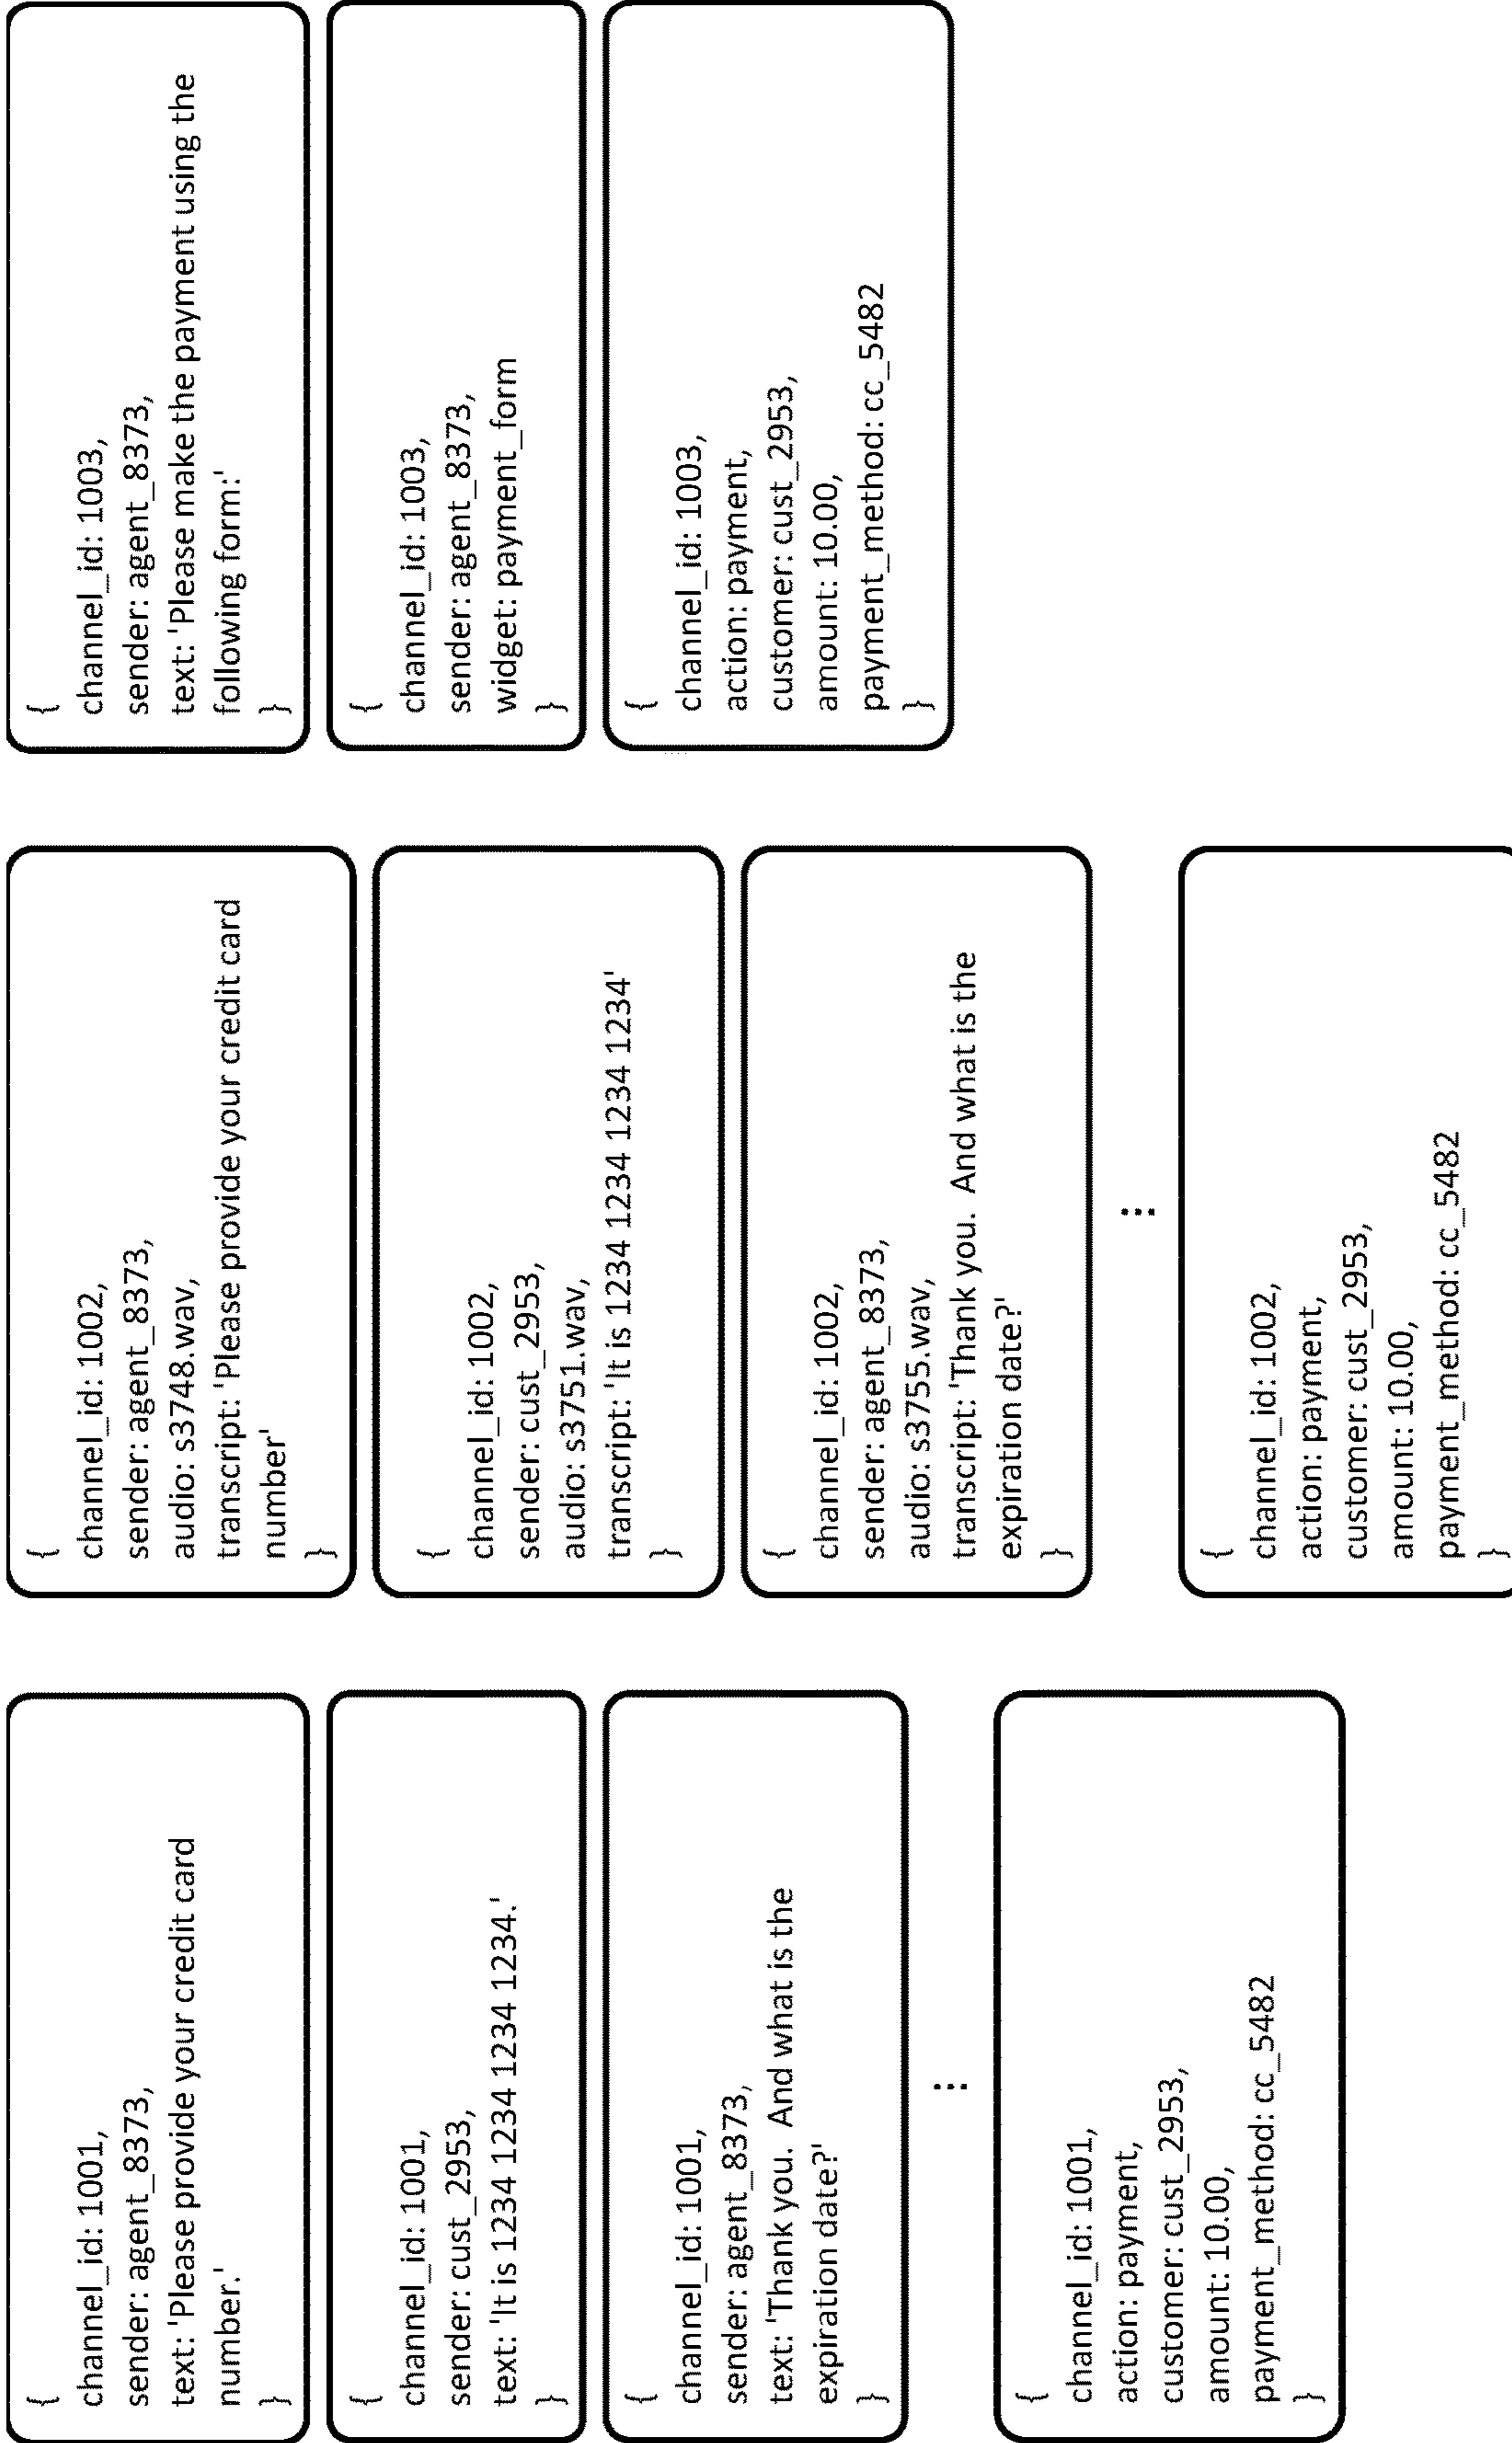 {
channel_id: 1001,
sender: agent_8373,
text: 'Please provide your credit card
number.'
}
{
channel_id: 1001,
sender: cust_2953,
text: 'It is 1234 1234 1234 1234.'
}
{
channel_id: 1001,
sender: agent_8373,
text: 'Thank you.  And what is the
expiration date?'
}
...
{
channel_id: 1001,
action: payment,
customer: cust_2953,
amount: 10.00,
payment_method: cc_5482
}
{
channel_id: 1002,
sender: agent_8373,
audio: s3748.wav,
transcript: 'Please provide your credit card
number'
}
{
channel_id: 1002,
sender: cust_2953,
audio: s3751.wav,
transcript: 'It is 1234 1234 1234 1234'
}
{
channel_id: 1002,
sender: agent_8373,
audio: s3755.wav,
transcript: 'Thank you.  And what is the
expiration date?'
}
...
{
channel_id: 1002,
action: payment,
customer: cust_2953,
amount: 10.00,
payment_method: cc_5482
}
{
channel_id: 1003,
sender: agent_8373,
text: 'Please make the payment using the
following form:'
}
{
channel_id: 1003,
sender: agent_8373,
widget: payment_form
}
{
channel_id: 1003,
action: payment,
customer: cust_2953,
amount: 10.00,
payment_method: cc_5482
}